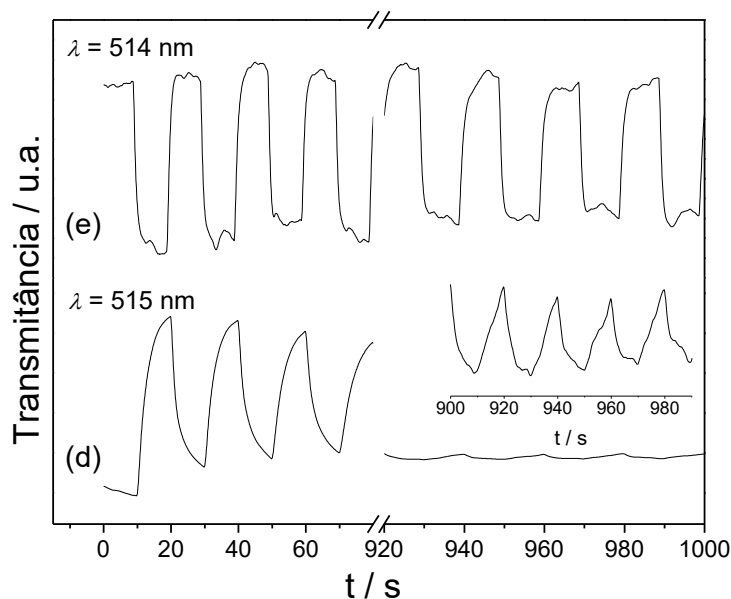 λ = 514 nm
(e)
λ = 515 nm
(d)
Transmitância / u.a.
900 920 940 960 980
t / s
0 20 40 60 920 940 960 980 1000
t / s